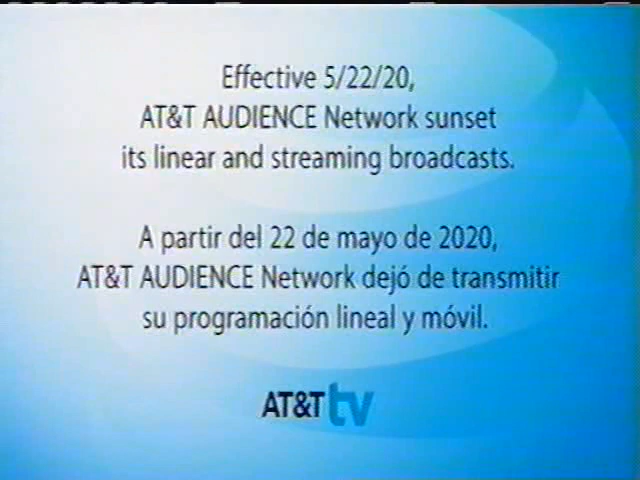 Effective 5/22/20,
AT&T AUDIENCE Network sunset
its linear and streaming broadcasts.
A partir del 22 de mayo de 2020,
AT&T AUDIENCE Network dejó de transmitir
su programación lineal y móvil.
AT&T tv